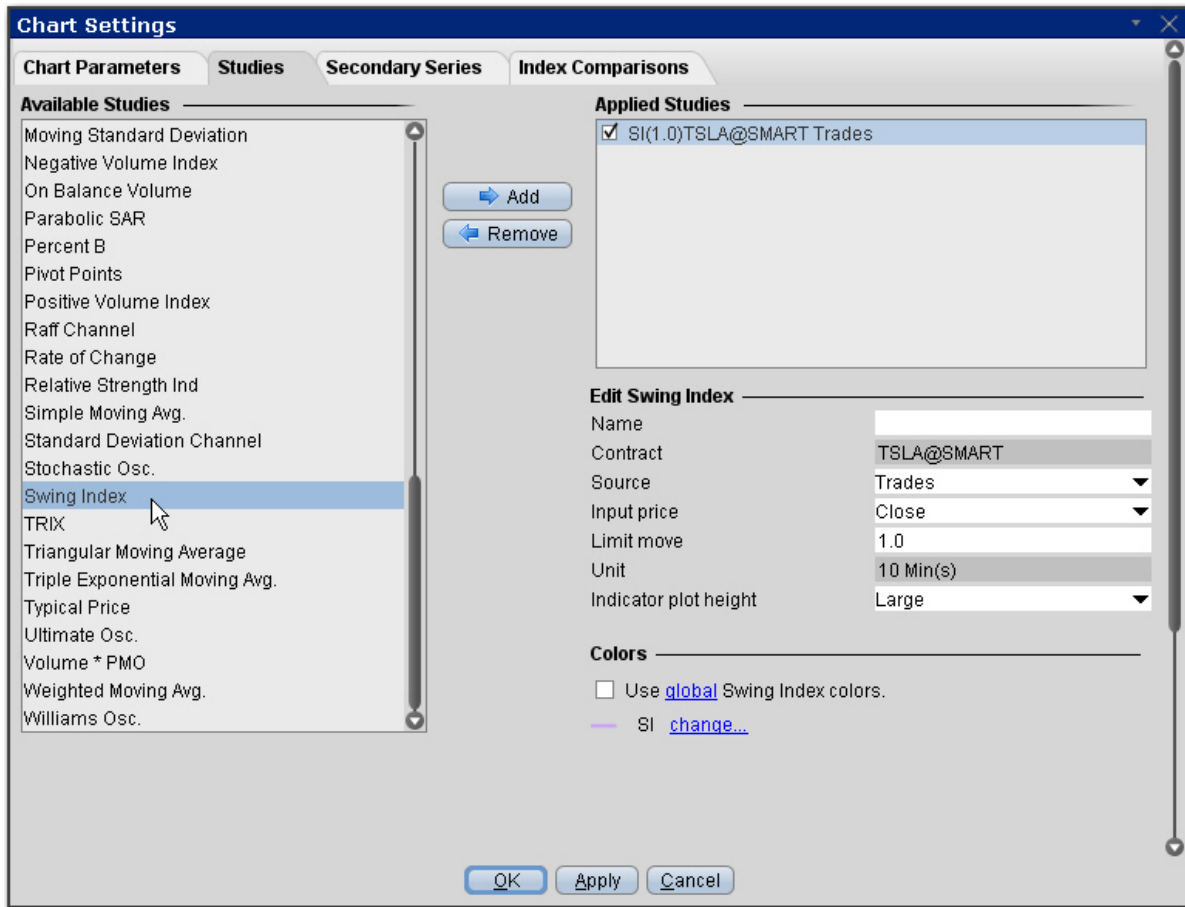 Chart Settings
Chart Parameters Studies Secondary Series Index Comparisons
Available Studies
Moving Standard Deviation
Negative Volume Index
On Balance Volume
Parabolic SAR
Percent B
Pivot Points
Positive Volume Index
Raff Channel
Rate of Change
Relative Strength Ind
Simple Moving Avg.
Standard Deviation Channel
Stochastic Osc.
Swing Index
TRIX
Triangular Moving Average
Triple Exponential Moving Avg.
Typical Price
Ultimate Osc.
Volume * PMO
Weighted Moving Avg.
Williams Osc.
Add
Remove
Applied Studies
SI(1.0)TSLA@SMART Trades
Edit Swing Index
Name
Contract TSLA@SMART
Source Trades
Input price Close
Limit move 1.0
Unit 10 Min(s)
Indicator plot height Large
Colors
Use global Swing Index colors.
SI change...
OK Apply Cancel